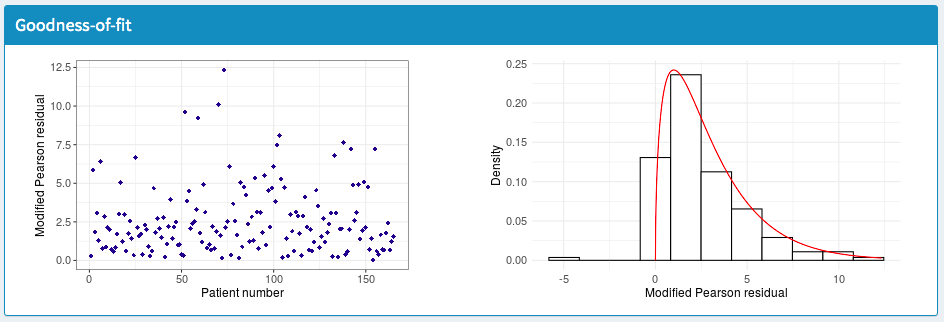 Goodness-of-fit
12.5
10.0
7.5
5.0
2.5
0.0
0 50 100 150
Modified Pearson residual
Patient number
0.25
0.20
0.15
0.10
0.05
0.00
-5 0 5 10
Density
Modified Pearson residual